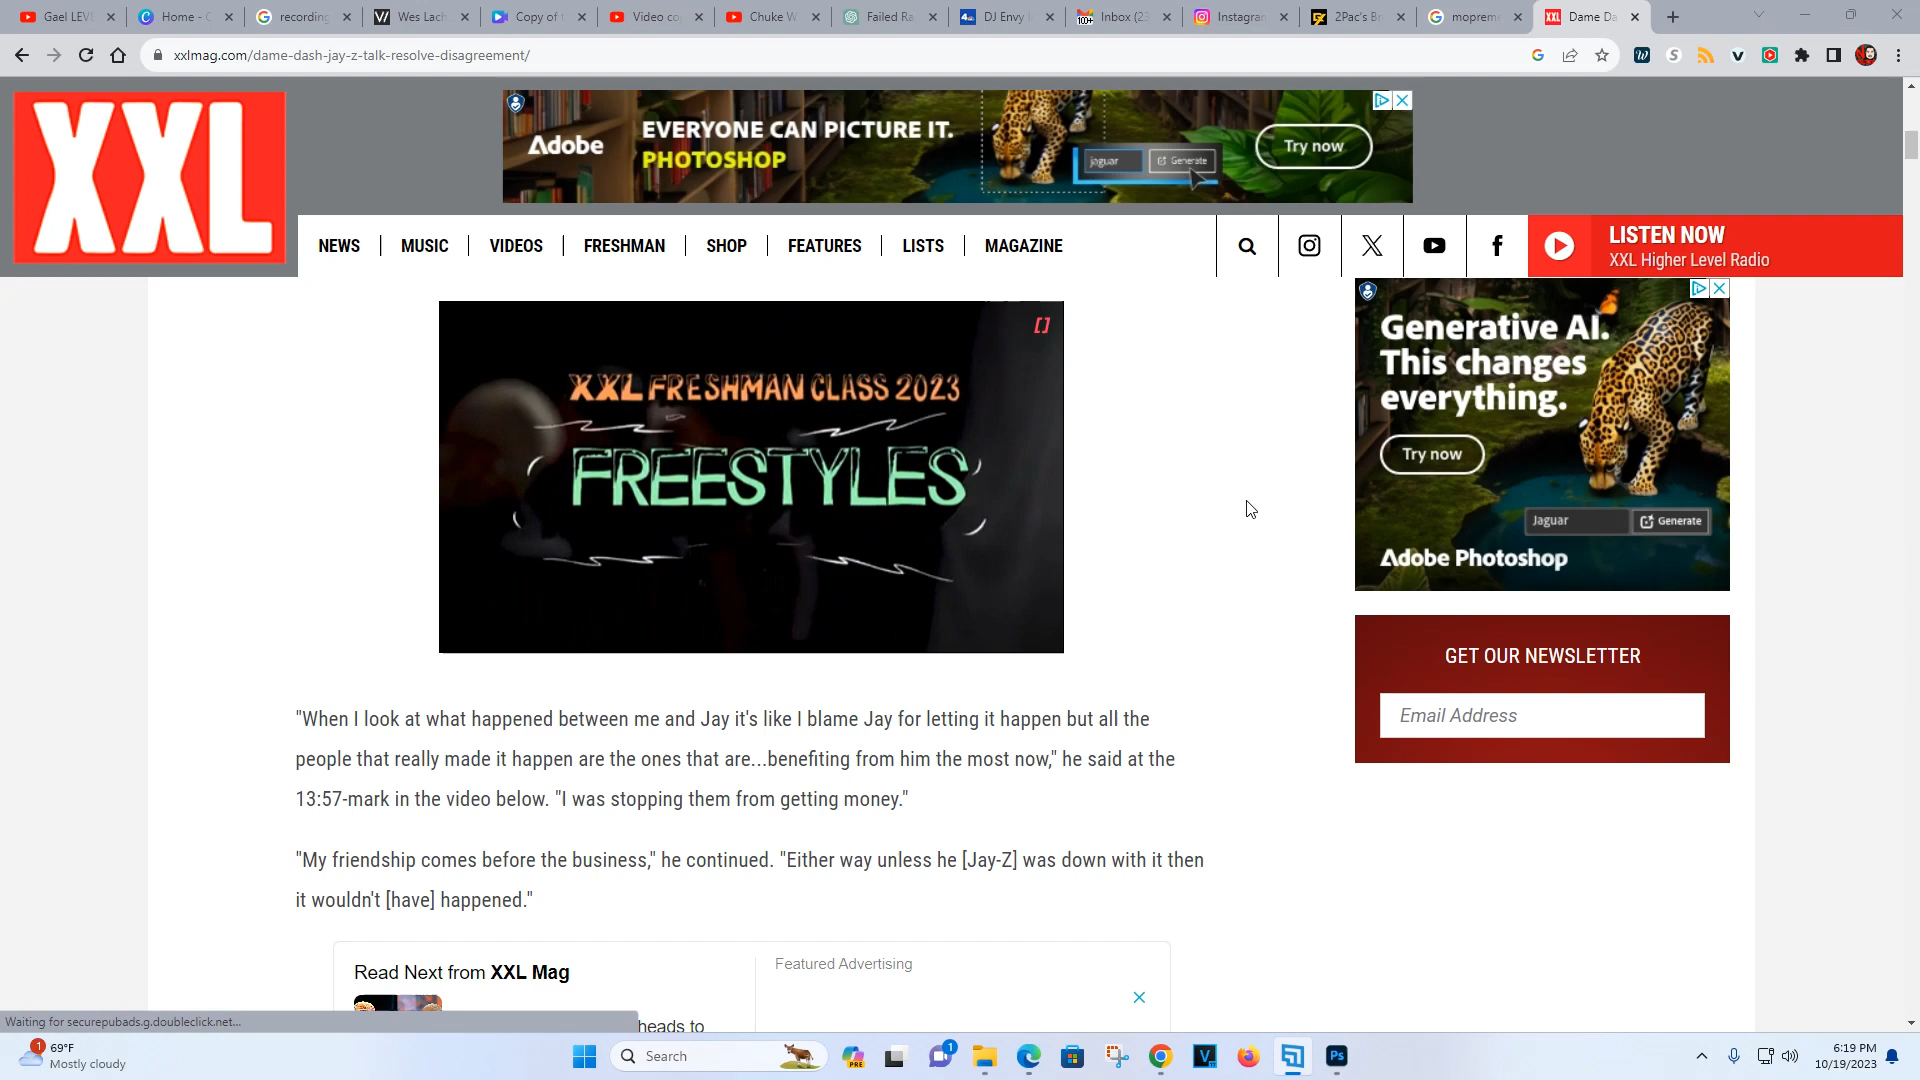 Gael LEVE
Home - C
recording
Wes Lach
Copy of
Video co
Chuke W
Failed Ra
DJ Envy
Inbox (23
Instagram
2Pac's Br
mopreme
Dame Da
xxlmag.com/dame-dash-jay-z-talk-resolve-disagreement/
XXL
Adobe
EVERYONE CAN PICTURE IT.
PHOTOSHOP
jaguar
Generate
Try now
NEWS
MUSIC
VIDEOS
FRESHMAN
SHOP
FEATURES
LISTS
MAGAZINE
LISTEN NOW
XXL Higher Level Radio
XXL FRESHMAN CLASS 2023
FREESTYLES
Generative AI.
This changes
everything.
Try now
Jaguar
Generate
Adobe Photoshop
GET OUR NEWSLETTER
Email Address
"When I look at what happened between me and Jay it's like I blame Jay for letting it happen but all the
people that really made it happen are the ones that are...benefiting from him the most now," he said at the
13:57-mark in the video below. "I was stopping them from getting money."
"My friendship comes before the business," he continued. "Either way unless he [Jay-Z] was down with it then
it wouldn't [have] happened."
Read Next from XXL Mag
Featured Advertising
heads to
Waiting for securepubads.g.doubleclick.net...
1
69°F
Mostly cloudy
Search
PRE
1
V
Ps
6:19 PM
10/19/2023